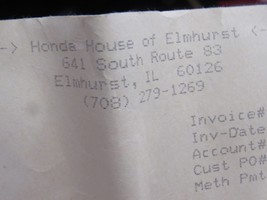 -> Honda House of Elmhurst <-
641 South Route 83
Elmhurst, IL 60126
(708) 279-1269
Invoice#
Inv-Date
Account#
Cust PO#
Meth Pmt